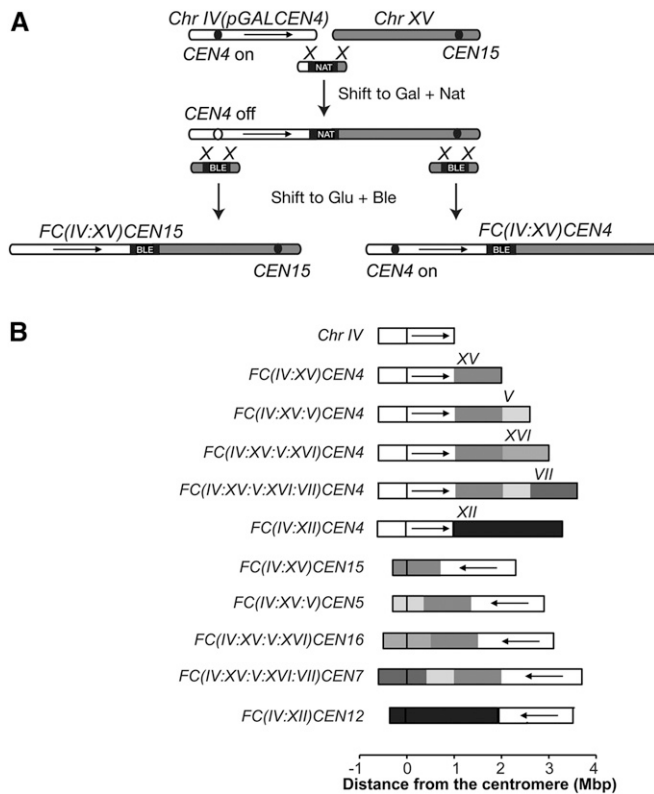 A
Chr IV(pGALCEN4)
Chr XV
CEN4 on
X X
NAT
CEN15
Shift to Gal + Nat
CEN4 off
NAT
X X
X X
BLE
BLE
Shift to Glu + Ble
FC(IV:XV)CEN15
FC(IV:XV)CEN4
BLE
BLE
CEN15
CEN4 on
B
Chr IV
XV
FC(IV:XV)CEN4
V
FC(IV:XV:V)CEN4
XVI
FC(IV:XV:V:XVI)CEN4
VII
FC(IV:XV:V:XVI:VII)CEN4
XII
FC(IV:XII)CEN4
FC(IV:XV)CEN15
FC(IV:XV:V)CEN5
FC(IV:XV:V:XVI)CEN16
FC(IV:XV:V:XVI:VII)CEN7
FC(IV:XII)CEN12
-1 0 1 2 3 4
Distance from the centromere (Mbp)